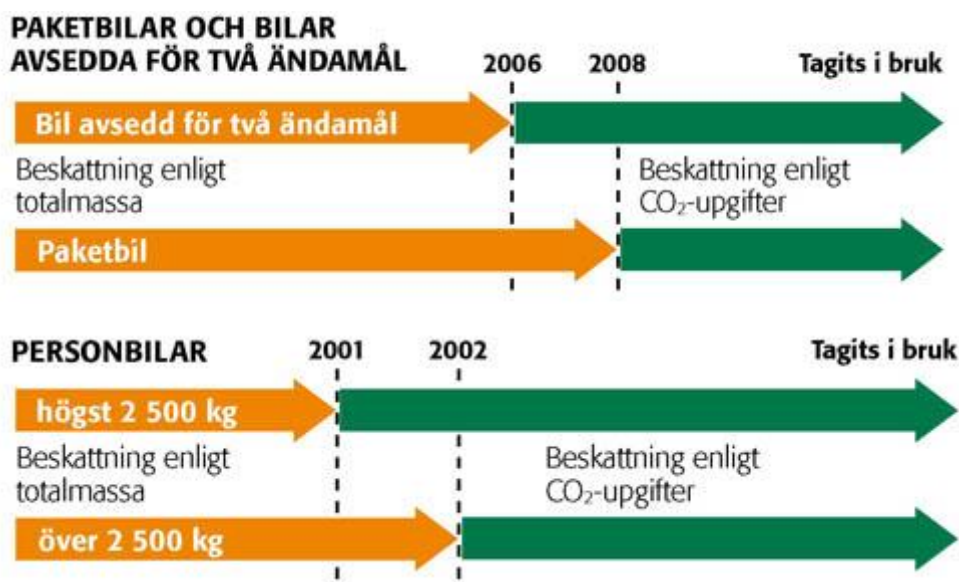 PAKETBILAR OCH BILAR
AVSEDDA FÖR TVÅ ÄNDAMÅL
2006 2008 Tagits i bruk
Bil avsedd för två ändamål
Beskattning enligt
totalmassa
Beskattning enligt
CO₂-upgifter
Paketbil
PERSONBILAR 2001 2002 Tagits i bruk
högst 2 500 kg
Beskattning enligt
totalmassa
Beskattning enligt
CO₂-upgifter
över 2 500 kg